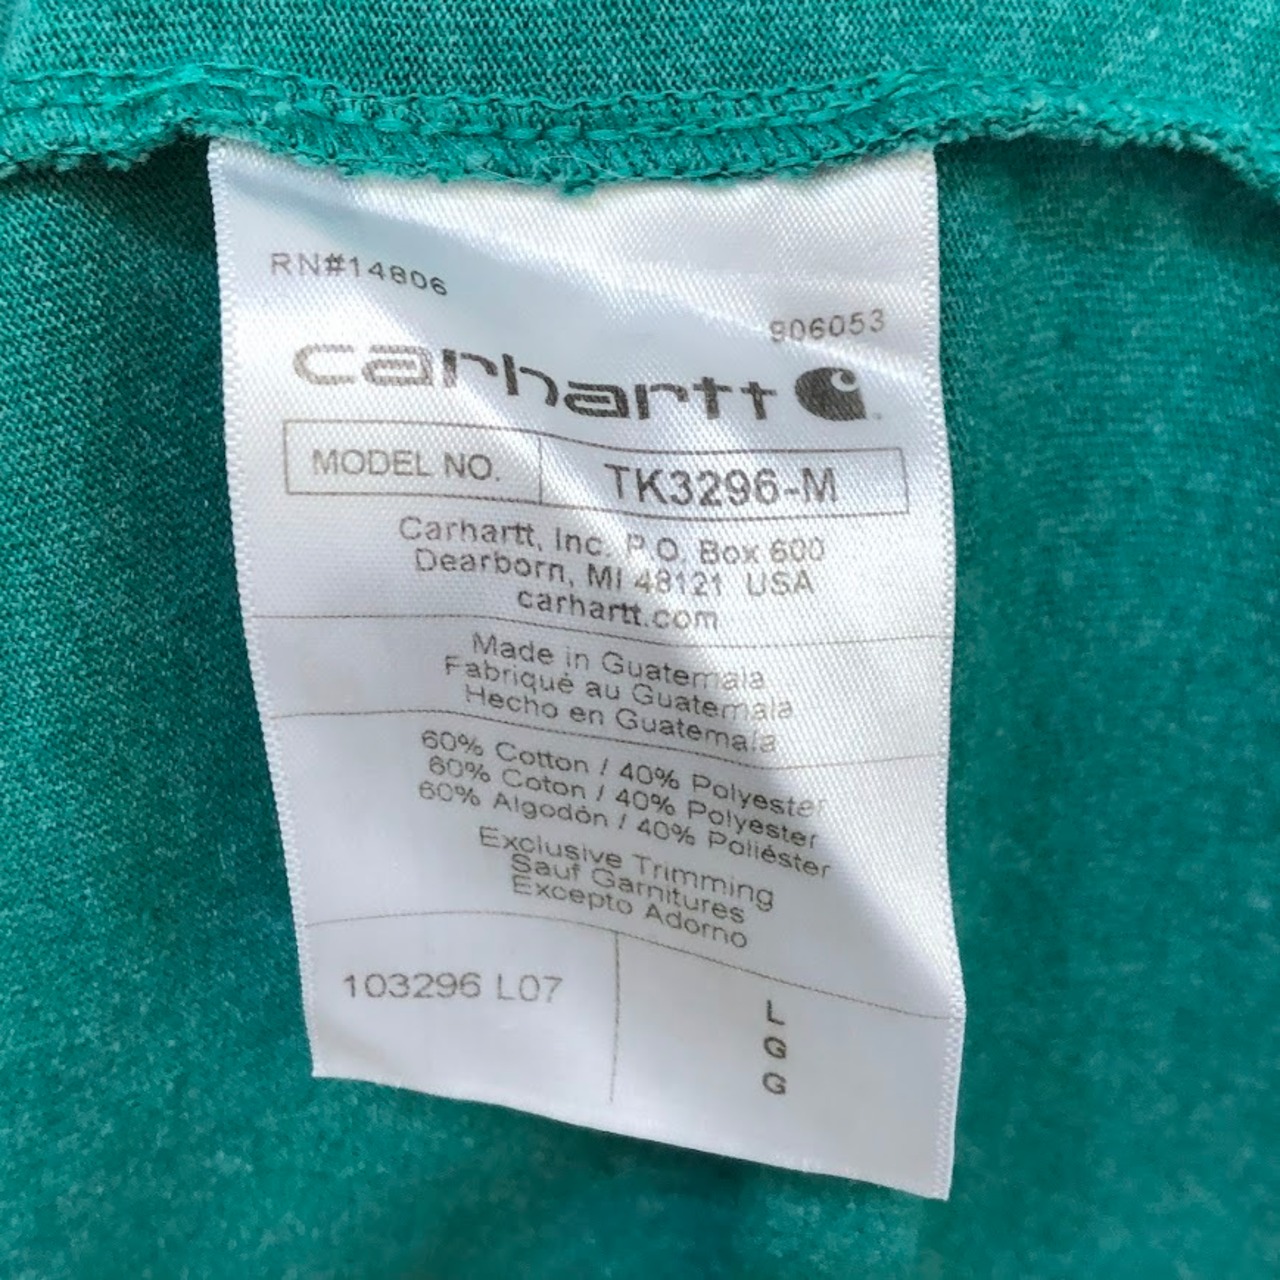 RN#14806
906053
carhartt
MODEL NO. TK3296-M
Carhartt, Inc. P.O. Box 600
Dearborn, MI 48121 USA
carhartt.com
Made in Guatemala
Fabriqué au Guatemala
Hecho en Guatemala
60% Cotton / 40% Polyester
60% Coton / 40% Polyester
60% Algodón / 40% Poliéster
Exclusive Trimming
Sauf Garnitures
Excepto Adorno
103296 L07
L
G
G